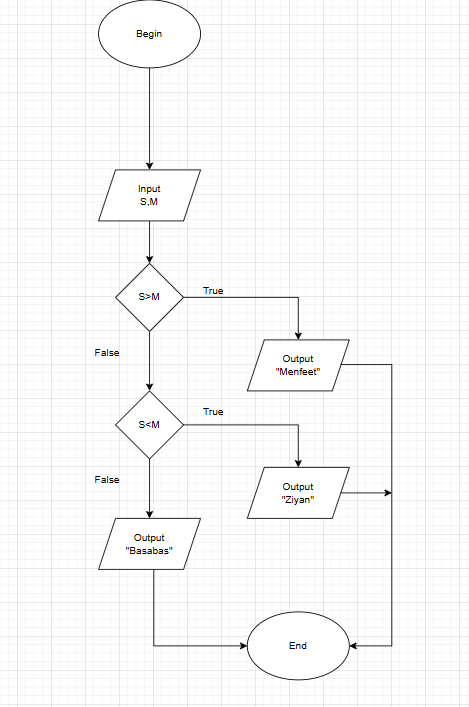 Begin
Input
S,M
S>M
True
False
Output
"Menfeet"
S<M
True
False
Output
"Ziyan"
Output
"Basabas"
End